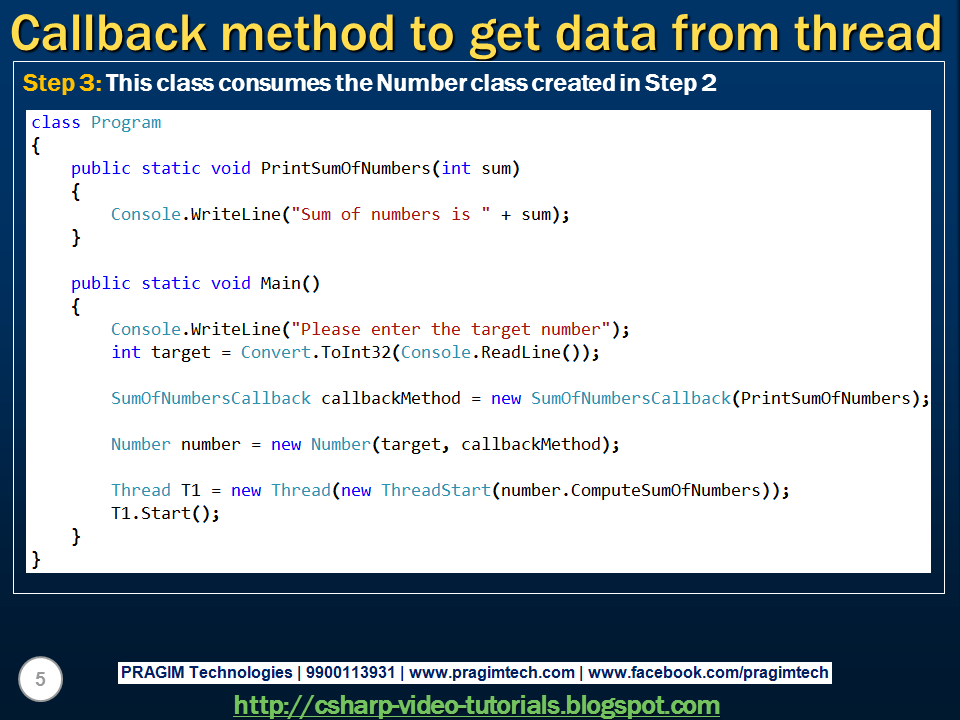 Callback method to get data from thread
Step 3: This class consumes the Number class created in Step 2
class Program
{
    public static void PrintSumOfNumbers(int sum)
    {
        Console.WriteLine("Sum of numbers is " + sum);
    }

    public static void Main()
    {
        Console.WriteLine("Please enter the target number");
        int target = Convert.ToInt32(Console.ReadLine());

        SumOfNumbersCallback callbackMethod = new SumOfNumbersCallback(PrintSumOfNumbers);

        Number number = new Number(target, callbackMethod);

        Thread T1 = new Thread(new ThreadStart(number.ComputeSumOfNumbers));
        T1.Start();
    }
}
5
PRAGIM Technologies | 9900113931 | www.pragimtech.com | www.facebook.com/pragimtech
http://csharp-video-tutorials.blogspot.com